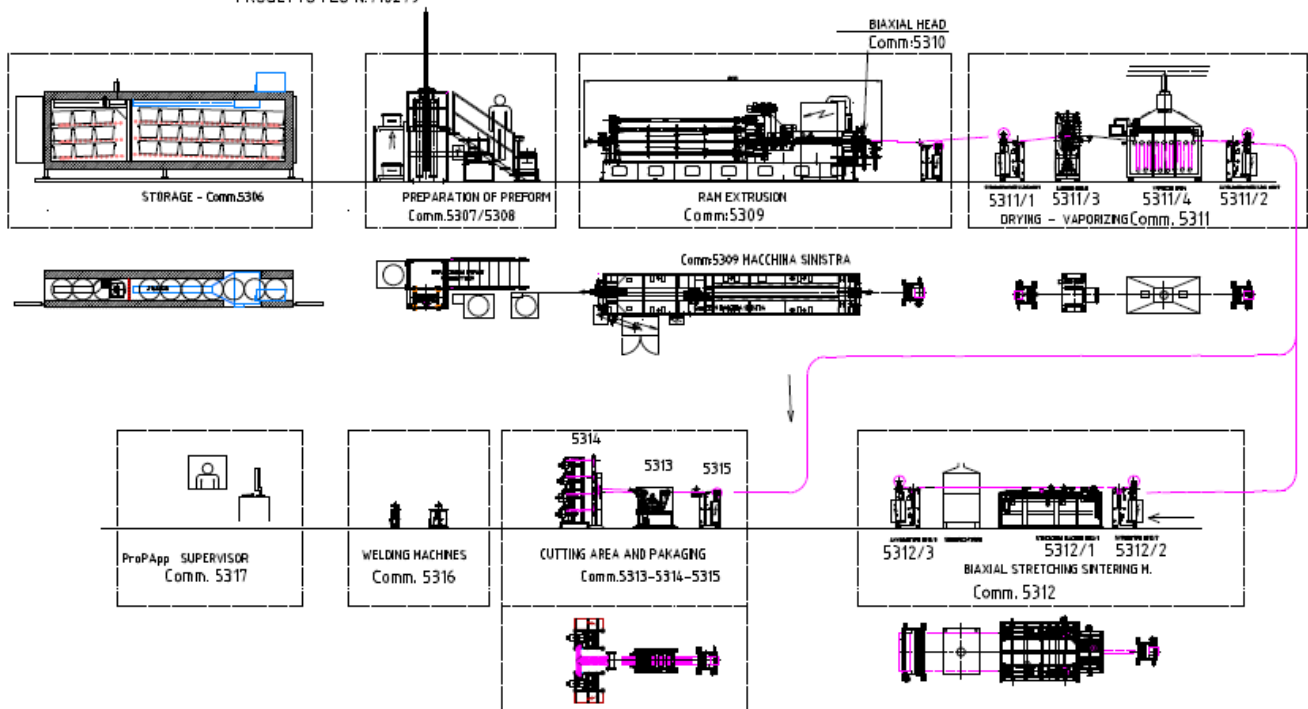 BIAXIAL HEAD
Comm:5310
STORAGE - Comm.5306
PREPARATION OF PREFORM
Comm.5307/5308
RAM EXTRUSION
Comm:5309
5311/1
5311/3
5311/4
5311/2
DRYING - VAPORIZING Comm. 5311
Comm:5309 MACCHINA SINISTRA
5314
5313
5315
ProPApp SUPERVISOR
Comm. 5317
WELDING MACHINES
Comm. 5316
CUTTING AREA AND PAKAGING
Comm.5313-5314-5315
5312/3
5312/1
5312/2
BIAXIAL STRETCHING SINTERING M.
Comm. 5312